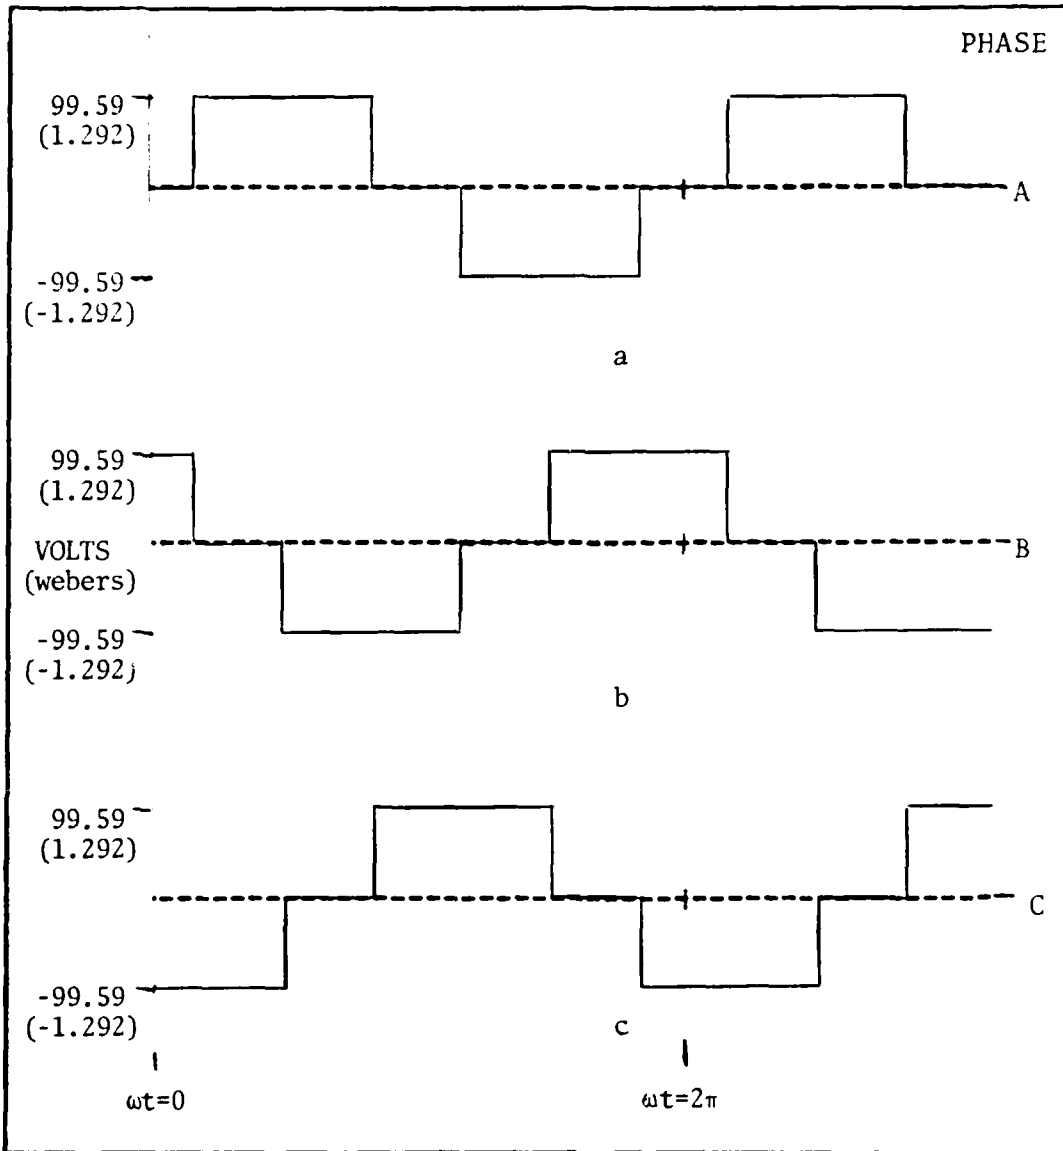 PHASE
99.59
(1.292)
A
-99.59
(-1.292)
a
99.59
(1.292)
VOLTS
(webers)
B
-99.59
(-1.292)
b
99.59
(1.292)
C
-99.59
(-1.292)
c
ωt=0
ωt=2π